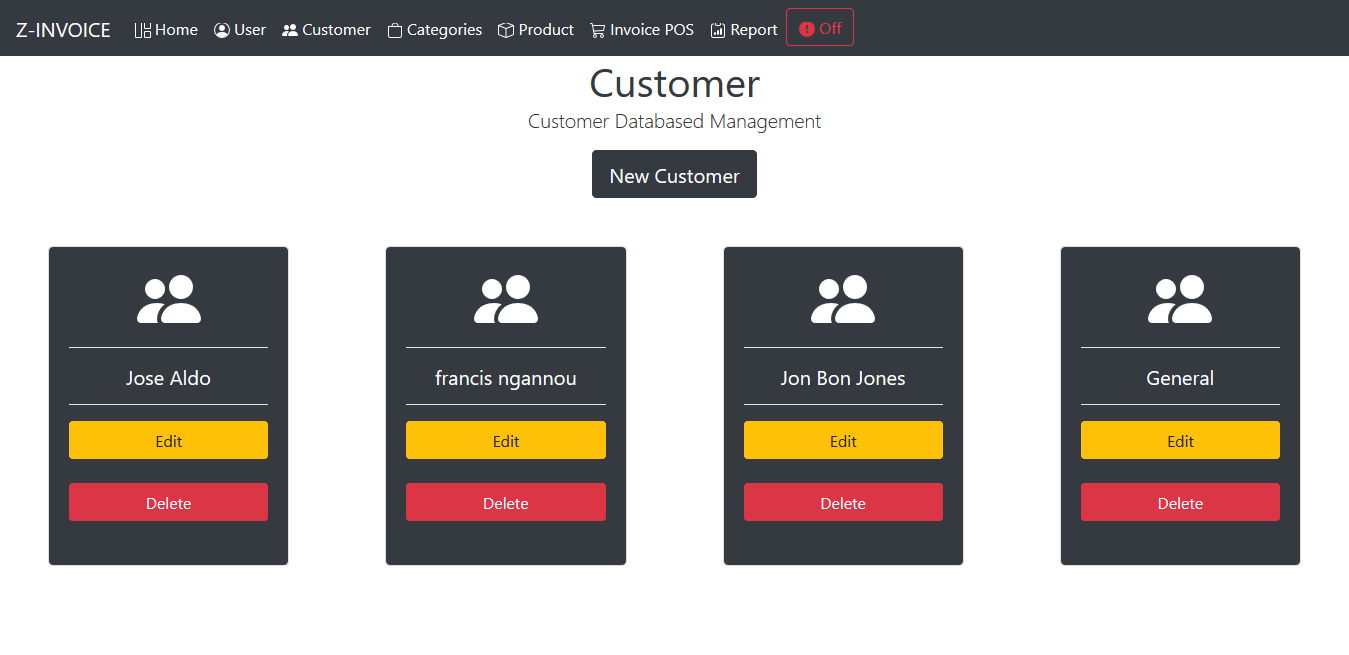 Z-INVOICE Home User Customer Categories Product Invoice POS Report Off
Customer
Customer Databased Management
New Customer
Jose Aldo francis ngannou Jon Bon Jones General
Edit Edit Edit Edit
Delete Delete Delete Delete